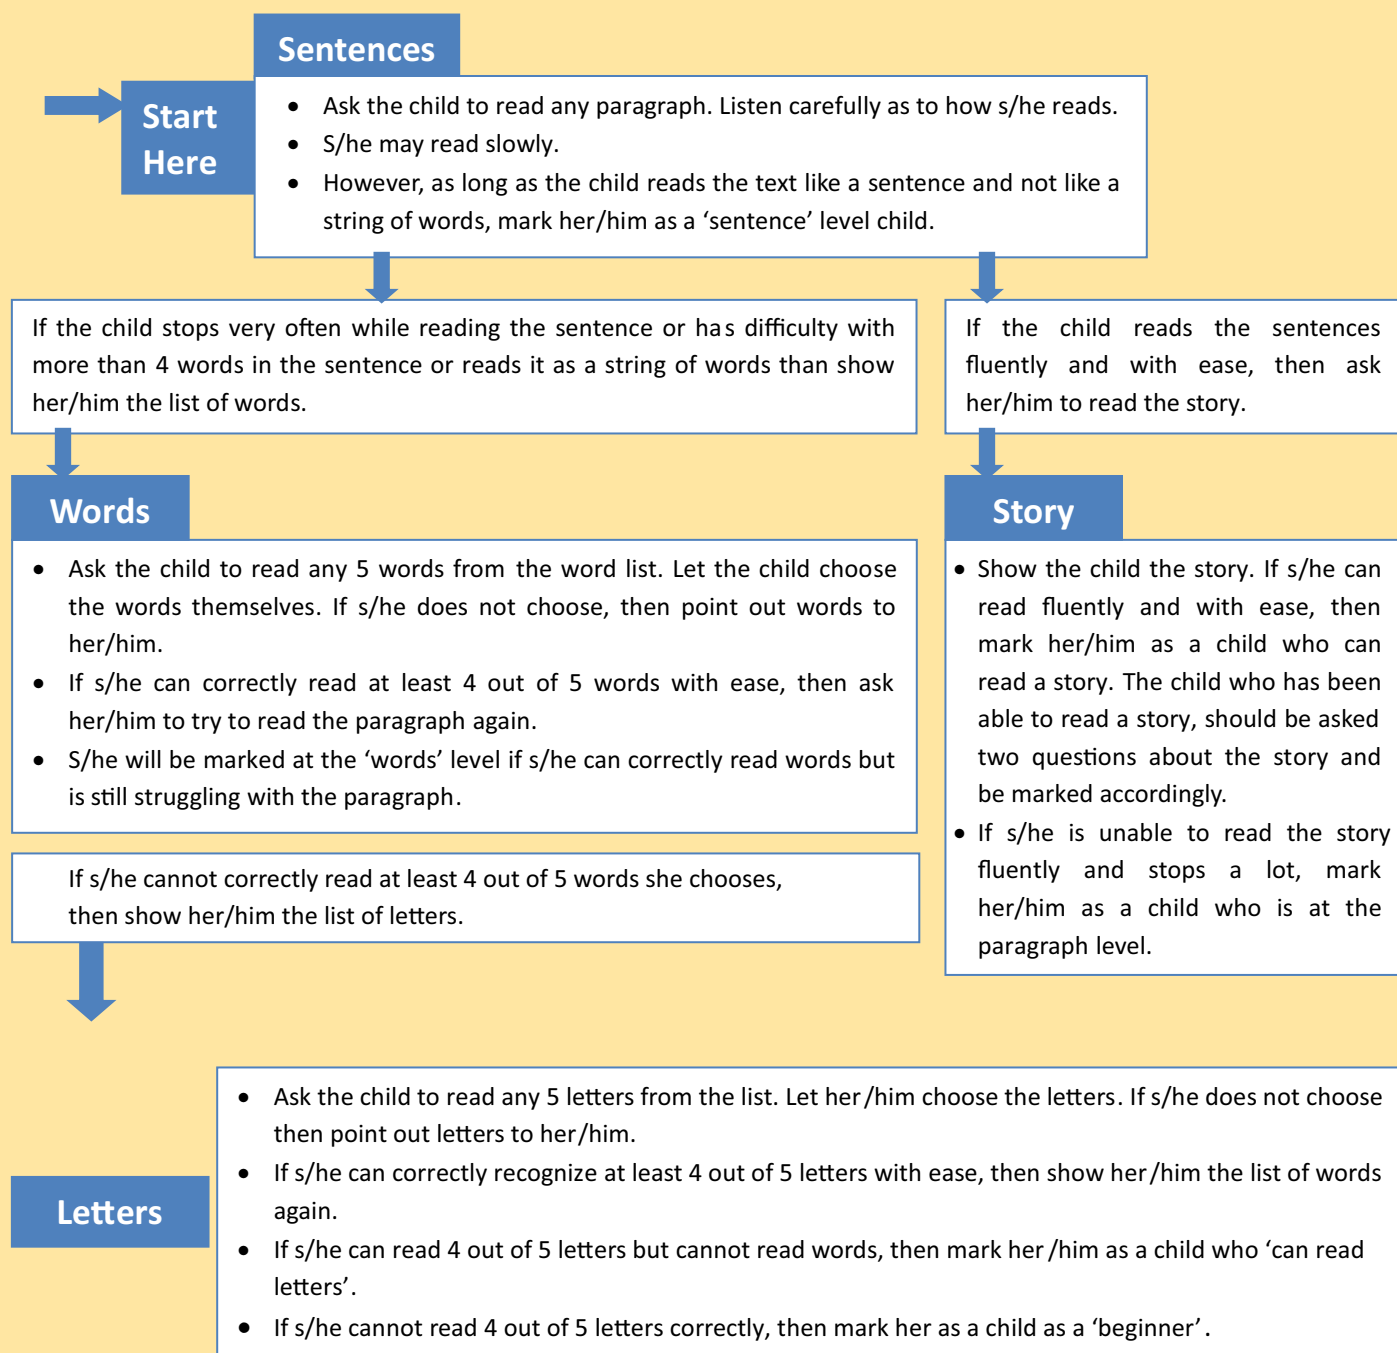 Sentences
Start
Here
• Ask the child to read any paragraph. Listen carefully as to how s/he reads.
• S/he may read slowly.
• However, as long as the child reads the text like a sentence and not like a
string of words, mark her/him as a ‘sentence’ level child.
If the child stops very often while reading the sentence or has difficulty with
more than 4 words in the sentence or reads it as a string of words than show
her/him the list of words.
If the child reads the sentences
fluently and with ease, then ask
her/him to read the story.
Words
• Ask the child to read any 5 words from the word list. Let the child choose
the words themselves. If s/he does not choose, then point out words to
her/him.
• If s/he can correctly read at least 4 out of 5 words with ease, then ask
her/him to try to read the paragraph again.
• S/he will be marked at the ‘words’ level if s/he can correctly read words but
is still struggling with the paragraph.
Story
• Show the child the story. If s/he can
read fluently and with ease, then
mark her/him as a child who can
read a story. The child who has been
able to read a story, should be asked
two questions about the story and
be marked accordingly.
• If s/he is unable to read the story
fluently and stops a lot, mark
her/him as a child who is at the
paragraph level.
If s/he cannot correctly read at least 4 out of 5 words she chooses,
then show her/him the list of letters.
Letters
• Ask the child to read any 5 letters from the list. Let her/him choose the letters. If s/he does not choose
then point out letters to her/him.
• If s/he can correctly recognize at least 4 out of 5 letters with ease, then show her/him the list of words
again.
• If s/he can read 4 out of 5 letters but cannot read words, then mark her/him as a child who ‘can read
letters’.
• If s/he cannot read 4 out of 5 letters correctly, then mark her as a child as a ‘beginner’.